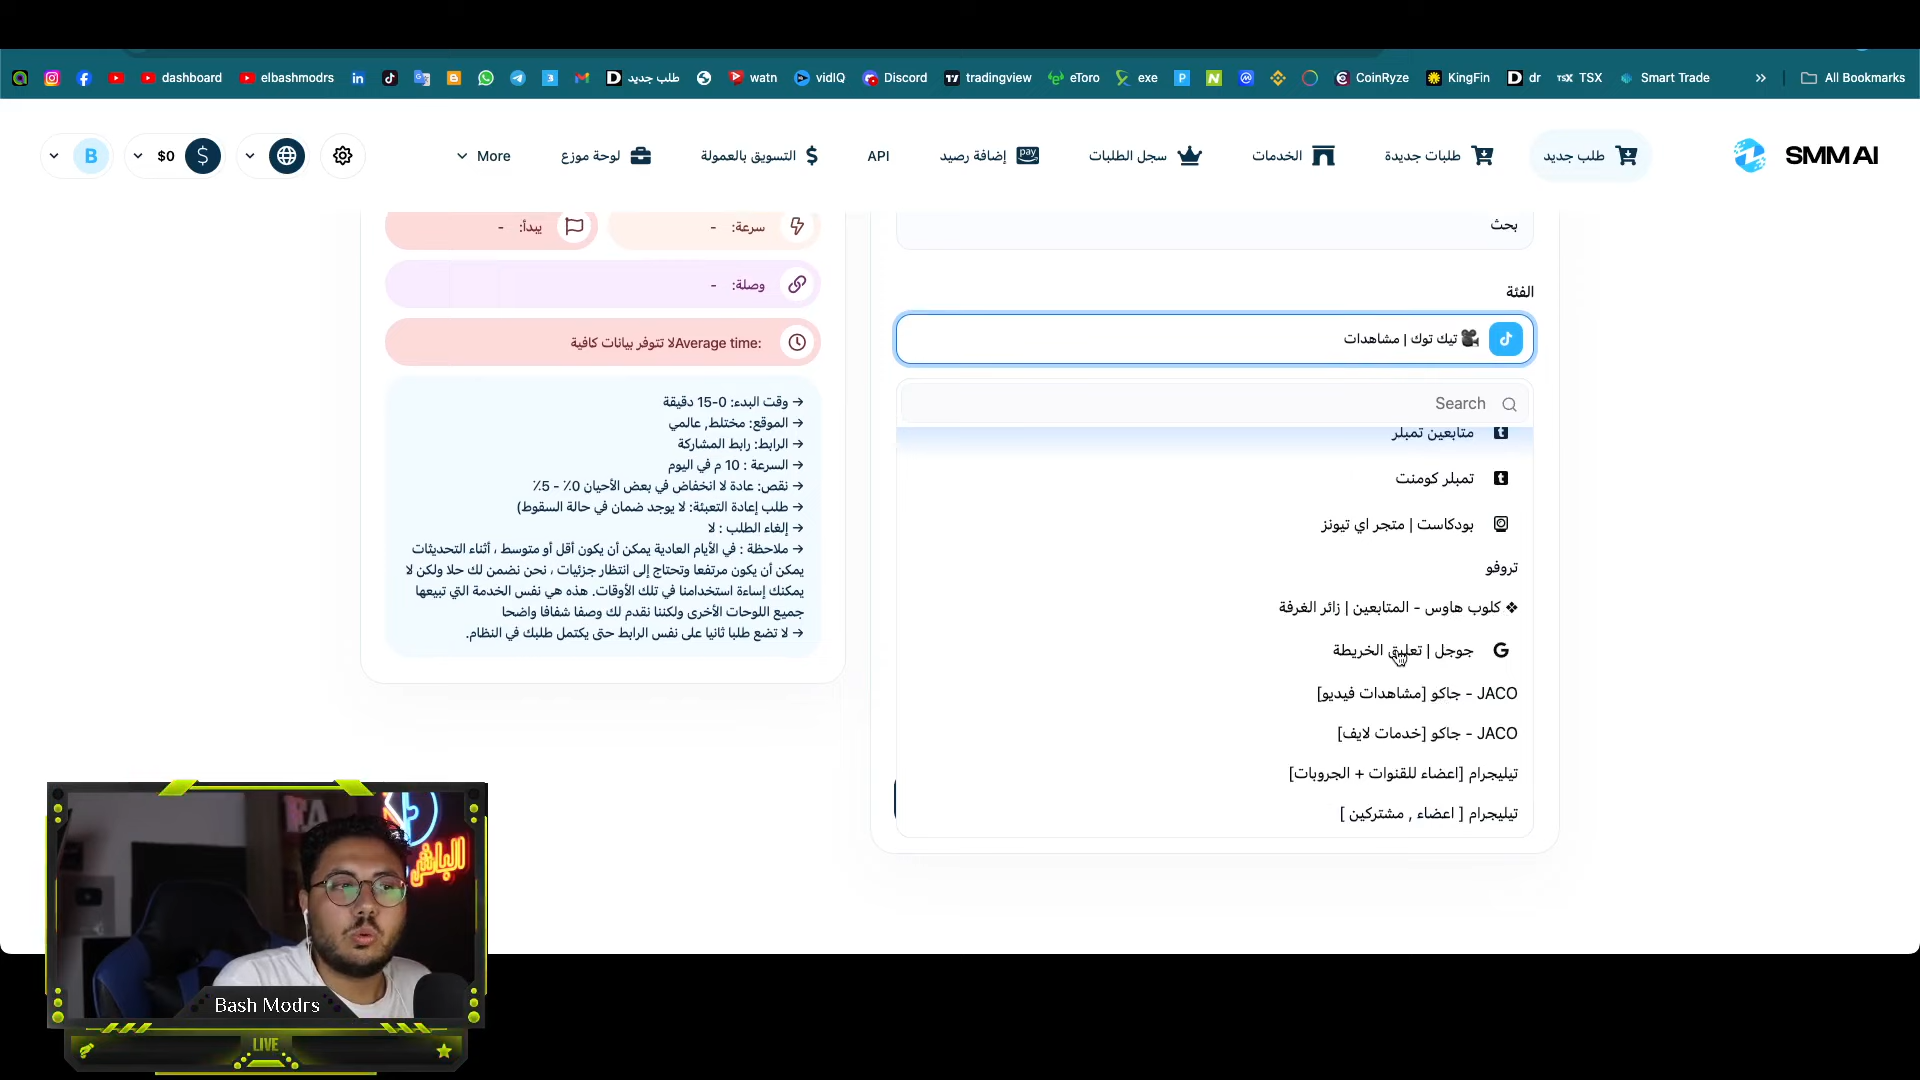 dashboard
elbashmodrs
طلب جديد
watn
vidIQ
Discord
tradingview
eToro
exe
CoinRyze
KingFin
dr
TSX
Smart Trade
All Bookmarks
SMM AI
طلب جديد
طلبات جديدة
الخدمات
سجل الطلبات
إضافة رصيد
API
التسويق بالعمولة
لوحة موزع
More
$0
B
بحث
الفئة
تيك توك | مشاهدات
Search
متابعين تمبلر
تمبلر كومنت
بودكاست | متجر اي تيونز
تروفو
❖ كلوب هاوس - المتابعين | زائر الغرفة
جوجل | تعليق الخريطة
JACO - جاكو [مشاهدات فيديو]
JACO - جاكو [خدمات لايف]
تيليجرام [اعضاء للقنوات + الجروبات]
تيليجرام [ اعضاء , مشتركين ]
سرعة: -
يبدأ: -
وصلة: -
Average time: لا تتوفر بيانات كافية
→ وقت البدء: 0-15 دقيقة
→ الموقع: مختلط, عالمي
→ الرابط: رابط المشاركة
→ السرعة : 10 م في اليوم
→ نقص: عادة لا انخفاض في بعض الأحيان 0٪ - 5٪
→ طلب إعادة التعبئة: لا يوجد ضمان في حالة السقوط)
→ إلغاء الطلب : لا
→ ملاحظة : في الأيام العادية يمكن أن يكون أقل أو متوسط ، أثناء التحديثات
يمكن أن يكون مرتفعا وتحتاج إلى انتظار جزئيات ، نحن نضمن لك حلا ولكن لا
يمكنك إساءة استخدامنا في تلك الأوقات. هذه هي نفس الخدمة التي تبيعها
جميع اللوحات الأخرى ولكننا نقدم لك وصفا شفافا واضحا
→ لا تضع طلبا ثانيا على نفس الرابط حتى يكتمل طلبك في النظام.
الباش
Bash Modrs
LIVE